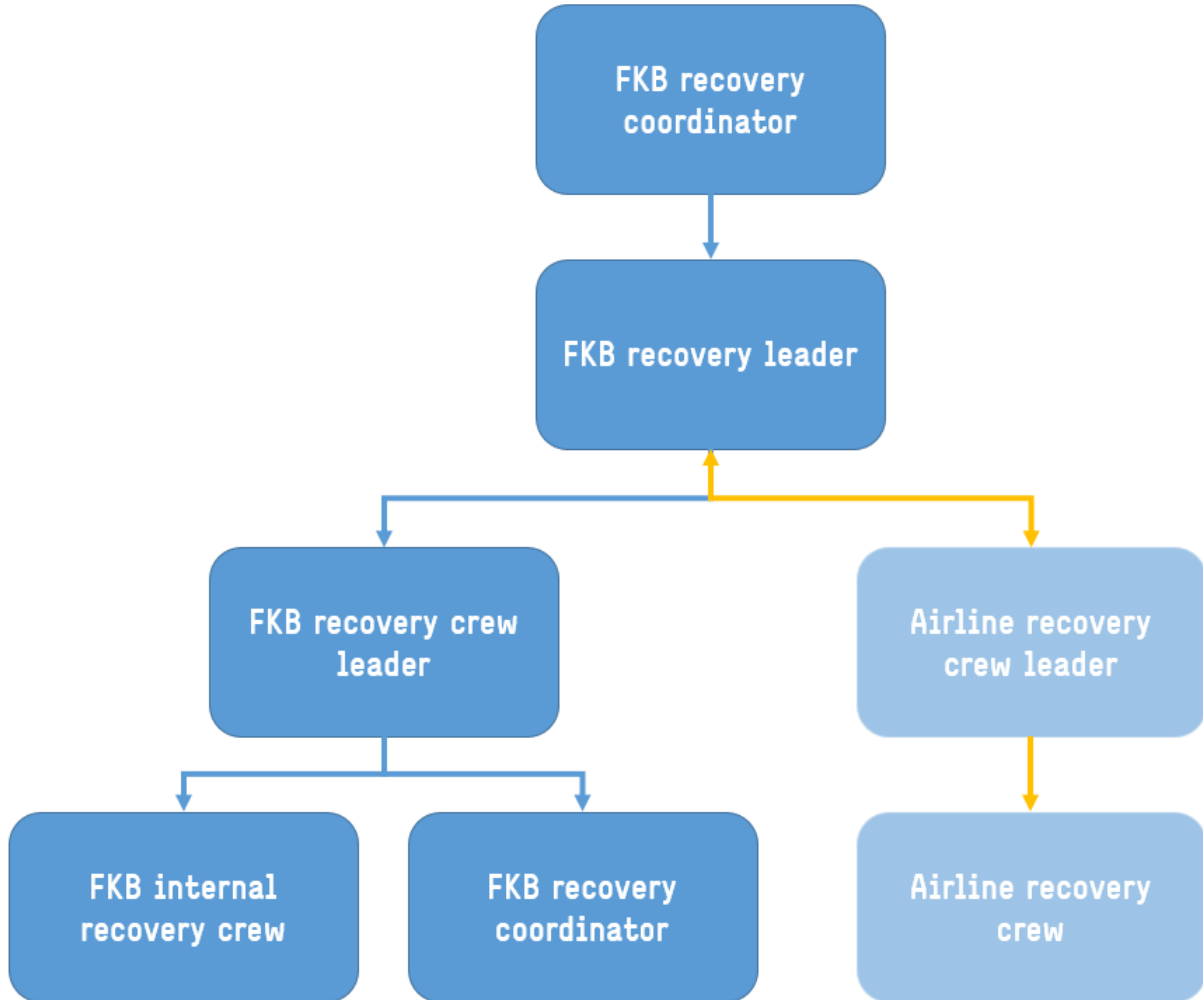 FKB recovery
coordinator
FKB recovery leader
FKB recovery crew
leader
Airline recovery
crew leader
FKB internal
recovery crew
FKB recovery
coordinator
Airline recovery
crew